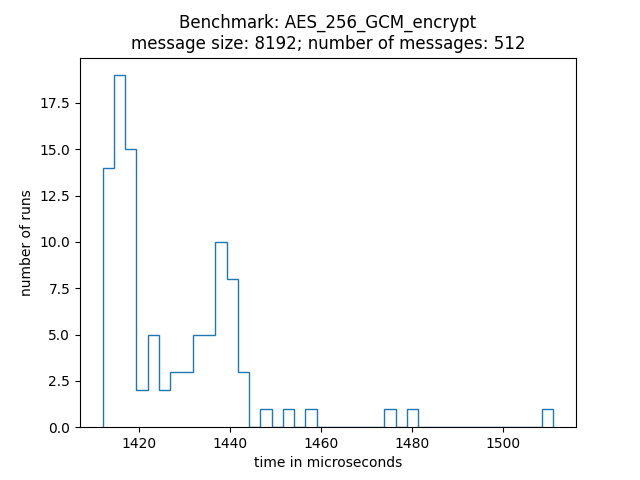 Benchmark: AES_256_GCM_encrypt
message size: 8192; number of messages: 512
17.5
15.0
12.5
10.0
7.5
5.0
2.5
0.0
number of runs
1420 1440 1460 1480 1500
time in microseconds